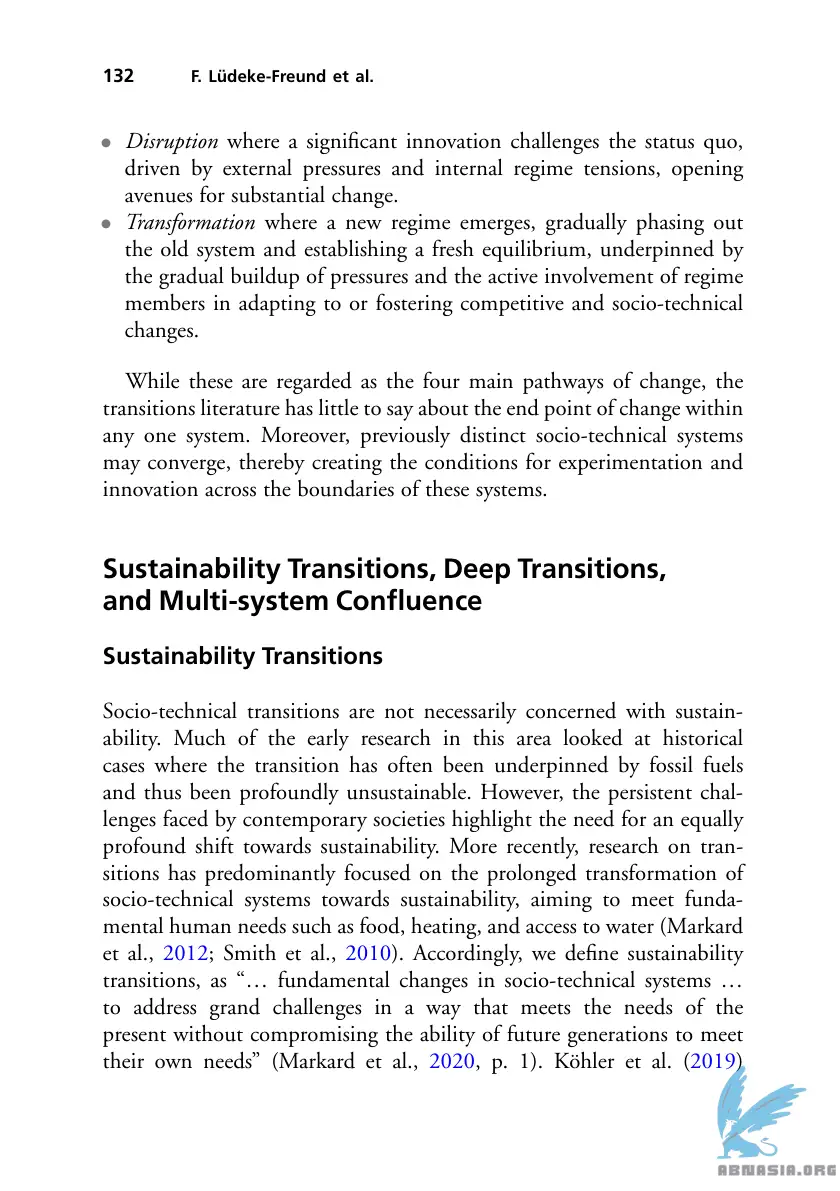 132 F. Lüdeke-Freund et al.
• Disruption where a significant innovation challenges the status quo,
driven by external pressures and internal regime tensions, opening
avenues for substantial change.
• Transformation where a new regime emerges, gradually phasing out
the old system and establishing a fresh equilibrium, underpinned by
the gradual buildup of pressures and the active involvement of regime
members in adapting to or fostering competitive and socio-technical
changes.
While these are regarded as the four main pathways of change, the
transitions literature has little to say about the end point of change within
any one system. Moreover, previously distinct socio-technical systems
may converge, thereby creating the conditions for experimentation and
innovation across the boundaries of these systems.
Sustainability Transitions, Deep Transitions,
and Multi-system Confluence
Sustainability Transitions
Socio-technical transitions are not necessarily concerned with sustain-
ability. Much of the early research in this area looked at historical
cases where the transition has often been underpinned by fossil fuels
and thus been profoundly unsustainable. However, the persistent chal-
lenges faced by contemporary societies highlight the need for an equally
profound shift towards sustainability. More recently, research on tran-
sitions has predominantly focused on the prolonged transformation of
socio-technical systems towards sustainability, aiming to meet funda-
mental human needs such as food, heating, and access to water (Markard
et al., 2012; Smith et al., 2010). Accordingly, we define sustainability
transitions, as “… fundamental changes in socio-technical systems …
to address grand challenges in a way that meets the needs of the
present without compromising the ability of future generations to meet
their own needs” (Markard et al., 2020, p. 1). Köhler et al. (2019)
ABNASIA.ORG